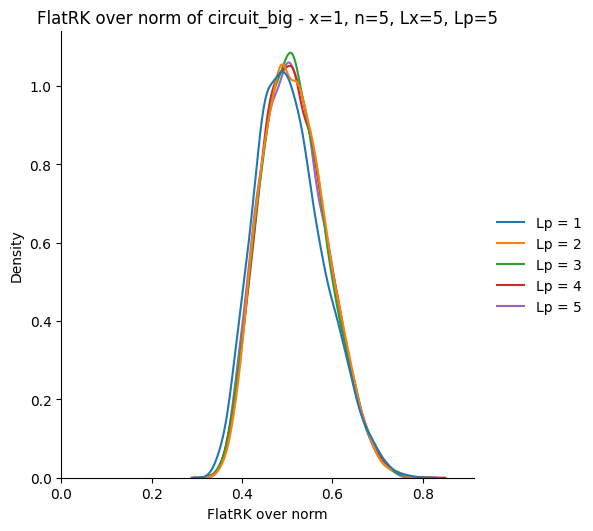 FlatRK over norm of circuit_big - x=1, n=5, Lx=5, Lp=5
1.0
0.8
0.6
0.4
0.2
0.0
Density
0.0 0.2 0.4 0.6 0.8
FlatRK over norm
Lp = 1
Lp = 2
Lp = 3
Lp = 4
Lp = 5